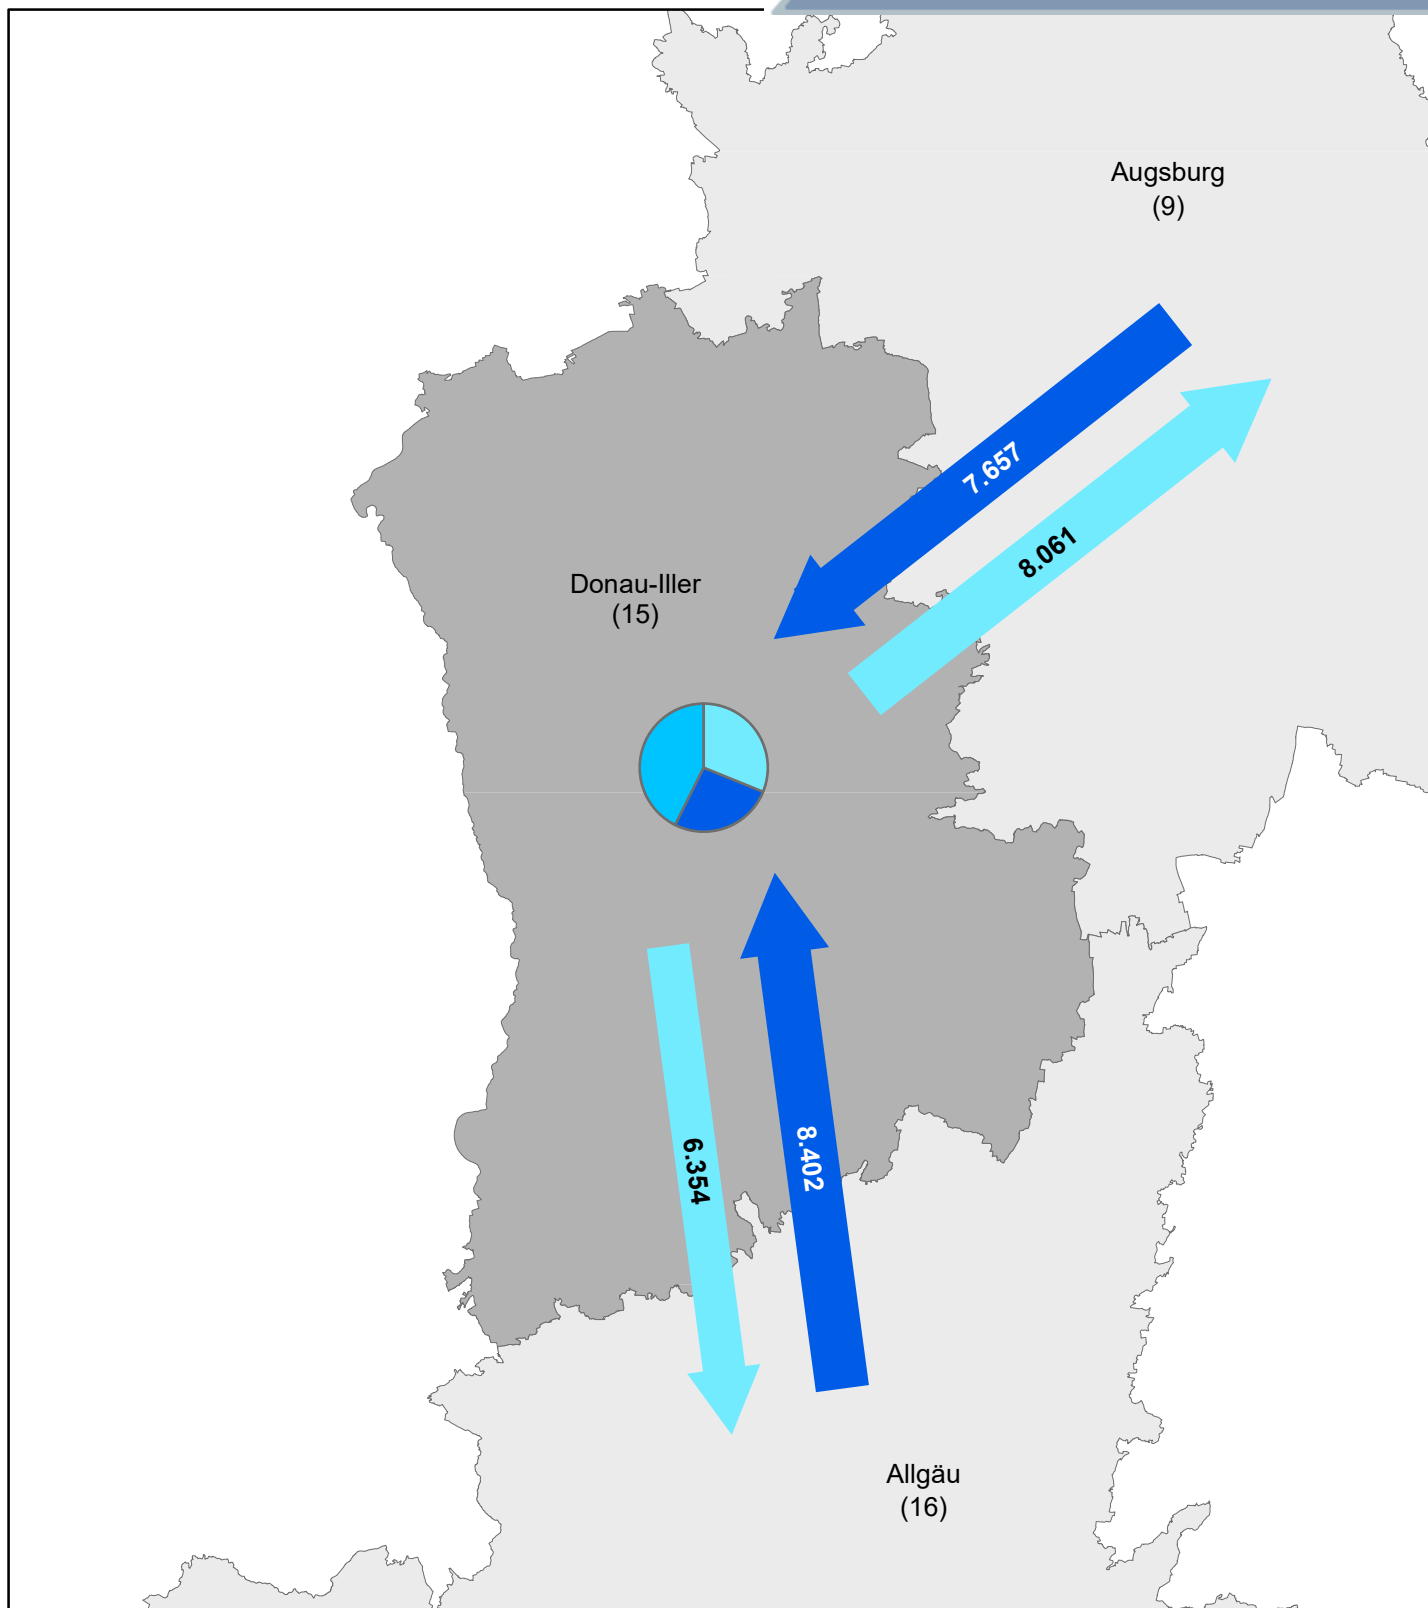 Augsburg
(9)
7.657
8.061
Donau-Iller
(15)
6.354
8.402
Allgäu
(16)